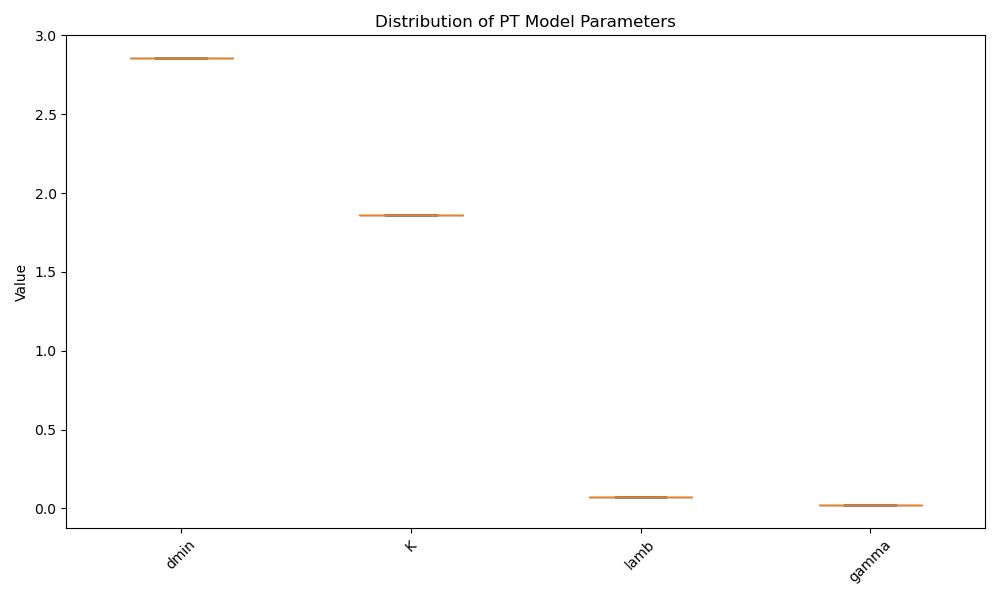 Distribution of PT Model Parameters
3.0
2.5
2.0
1.5
1.0
0.5
0.0
Value
dmin
K
lamb
gamma